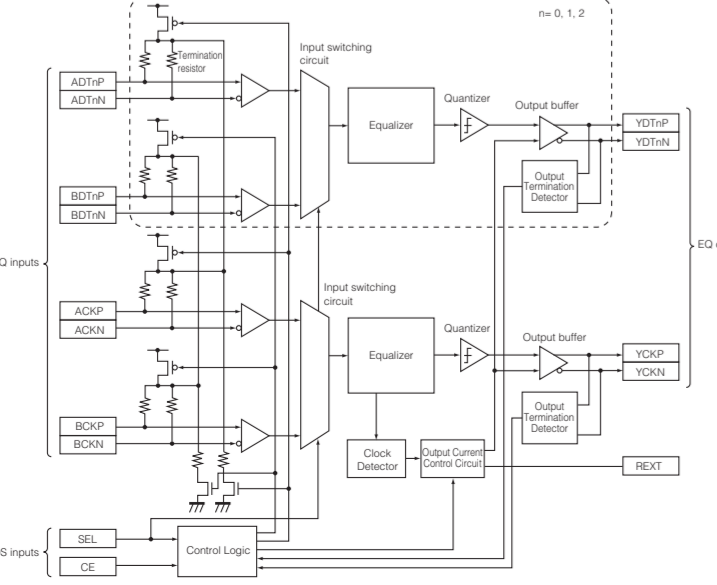 n= 0, 1, 2
Input switching
circuit
Termination
resistor
ADTnP
ADTnN
Equalizer
Quantizer
Output buffer
YDTnP
YDTnN
BDTnP
BDTnN
Output
Termination
Detector
Q inputs
EQ
Input switching
circuit
ACKP
ACKN
Equalizer
Quantizer
Output buffer
YCKP
YCKN
BCKP
BCKN
Output
Termination
Detector
Clock
Detector
Output Current
Control Circuit
REXT
S inputs
SEL
CE
Control Logic